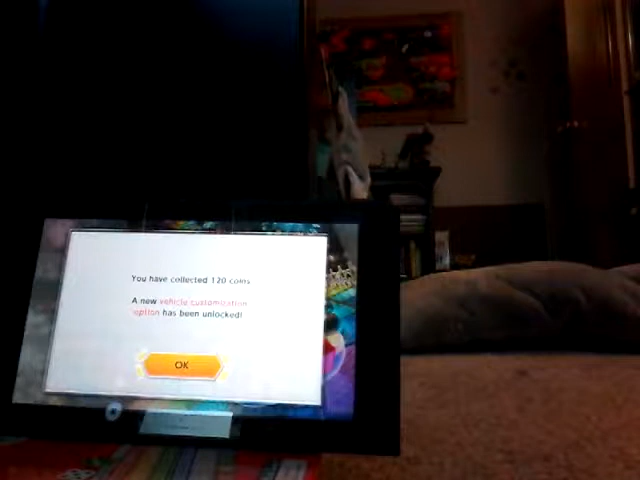 You have collected 120 coins
A new vehicle customization
option has been unlocked!
OK